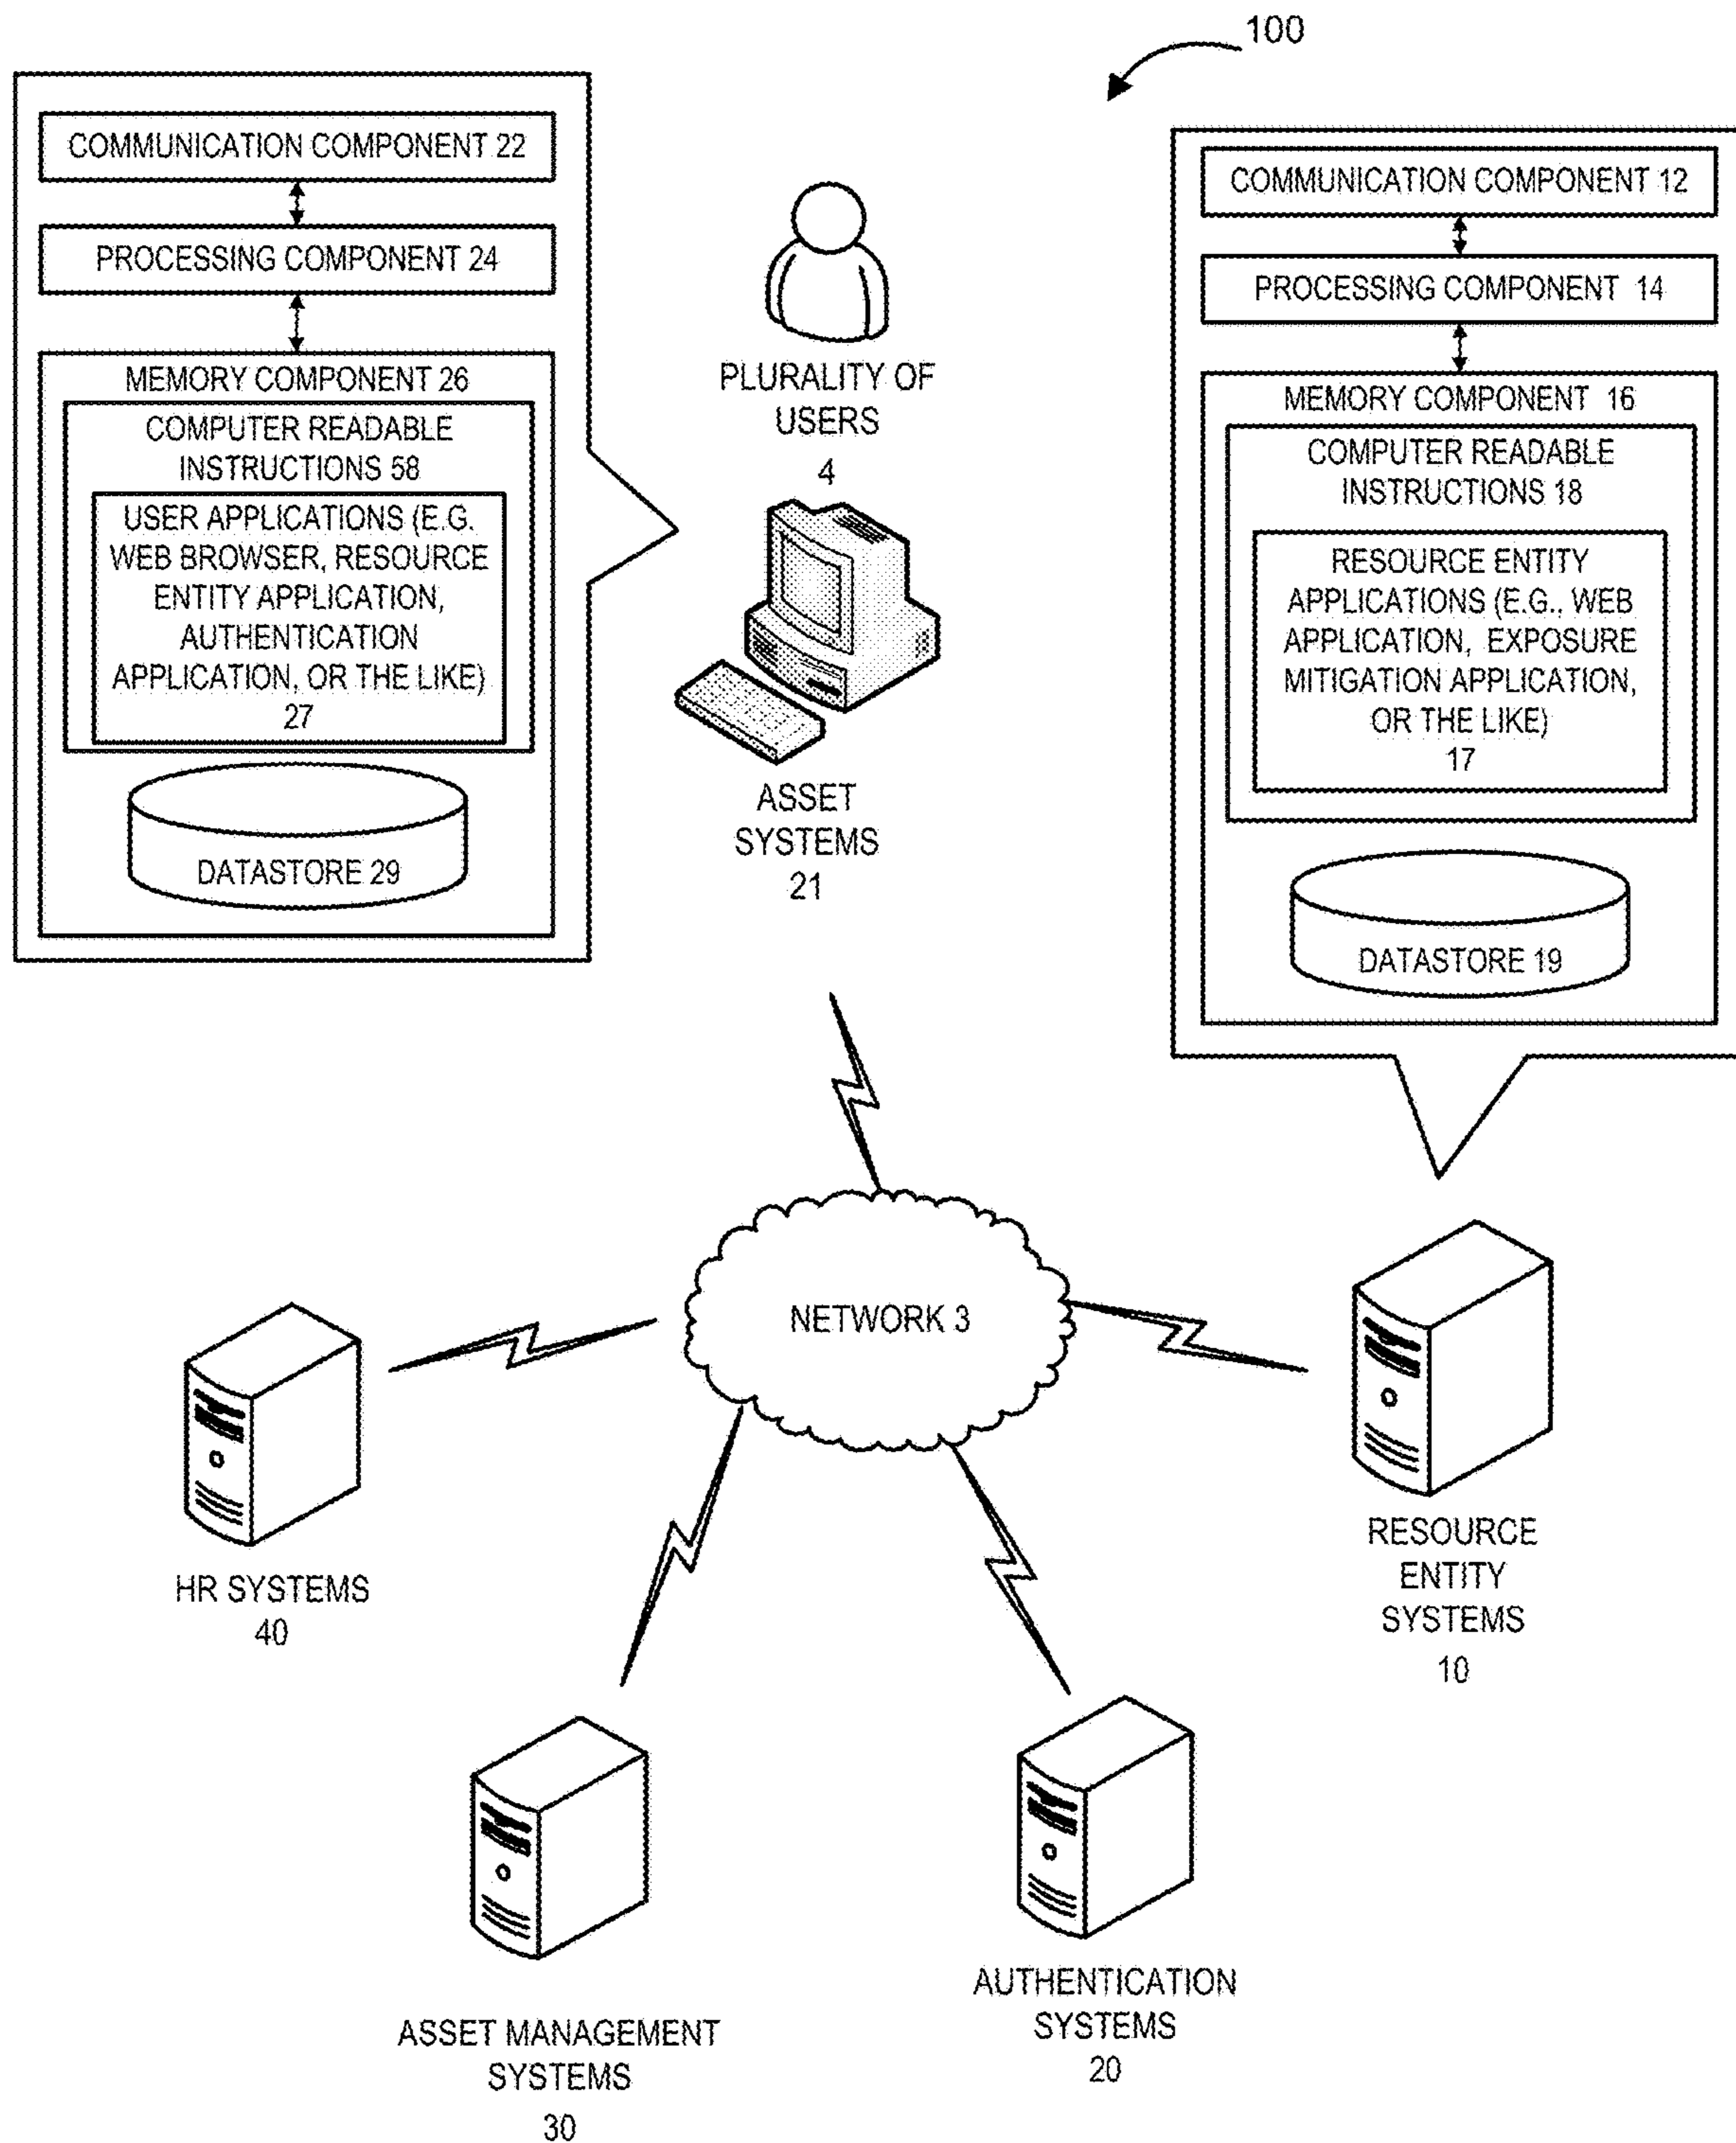 100
COMMUNICATION COMPONENT 22
PROCESSING COMPONENT 24
MEMORY COMPONENT 26
COMPUTER READABLE
INSTRUCTIONS 58
USER APPLICATIONS (E.G.
WEB BROWSER, RESOURCE
ENTITY APPLICATION,
AUTHENTICATION
APPLICATION, OR THE LIKE)
27
DATASTORE 29
PLURALITY OF
USERS
4
ASSET
SYSTEMS
21
COMMUNICATION COMPONENT 12
PROCESSING COMPONENT 14
MEMORY COMPONENT 16
COMPUTER READABLE
INSTRUCTIONS 18
RESOURCE ENTITY
APPLICATIONS (E.G., WEB
APPLICATION, EXPOSURE
MITIGATION APPLICATION,
OR THE LIKE)
17
DATASTORE 19
NETWORK 3
HR SYSTEMS
40
RESOURCE
ENTITY
SYSTEMS
10
ASSET MANAGEMENT
SYSTEMS
30
AUTHENTICATION
SYSTEMS
20